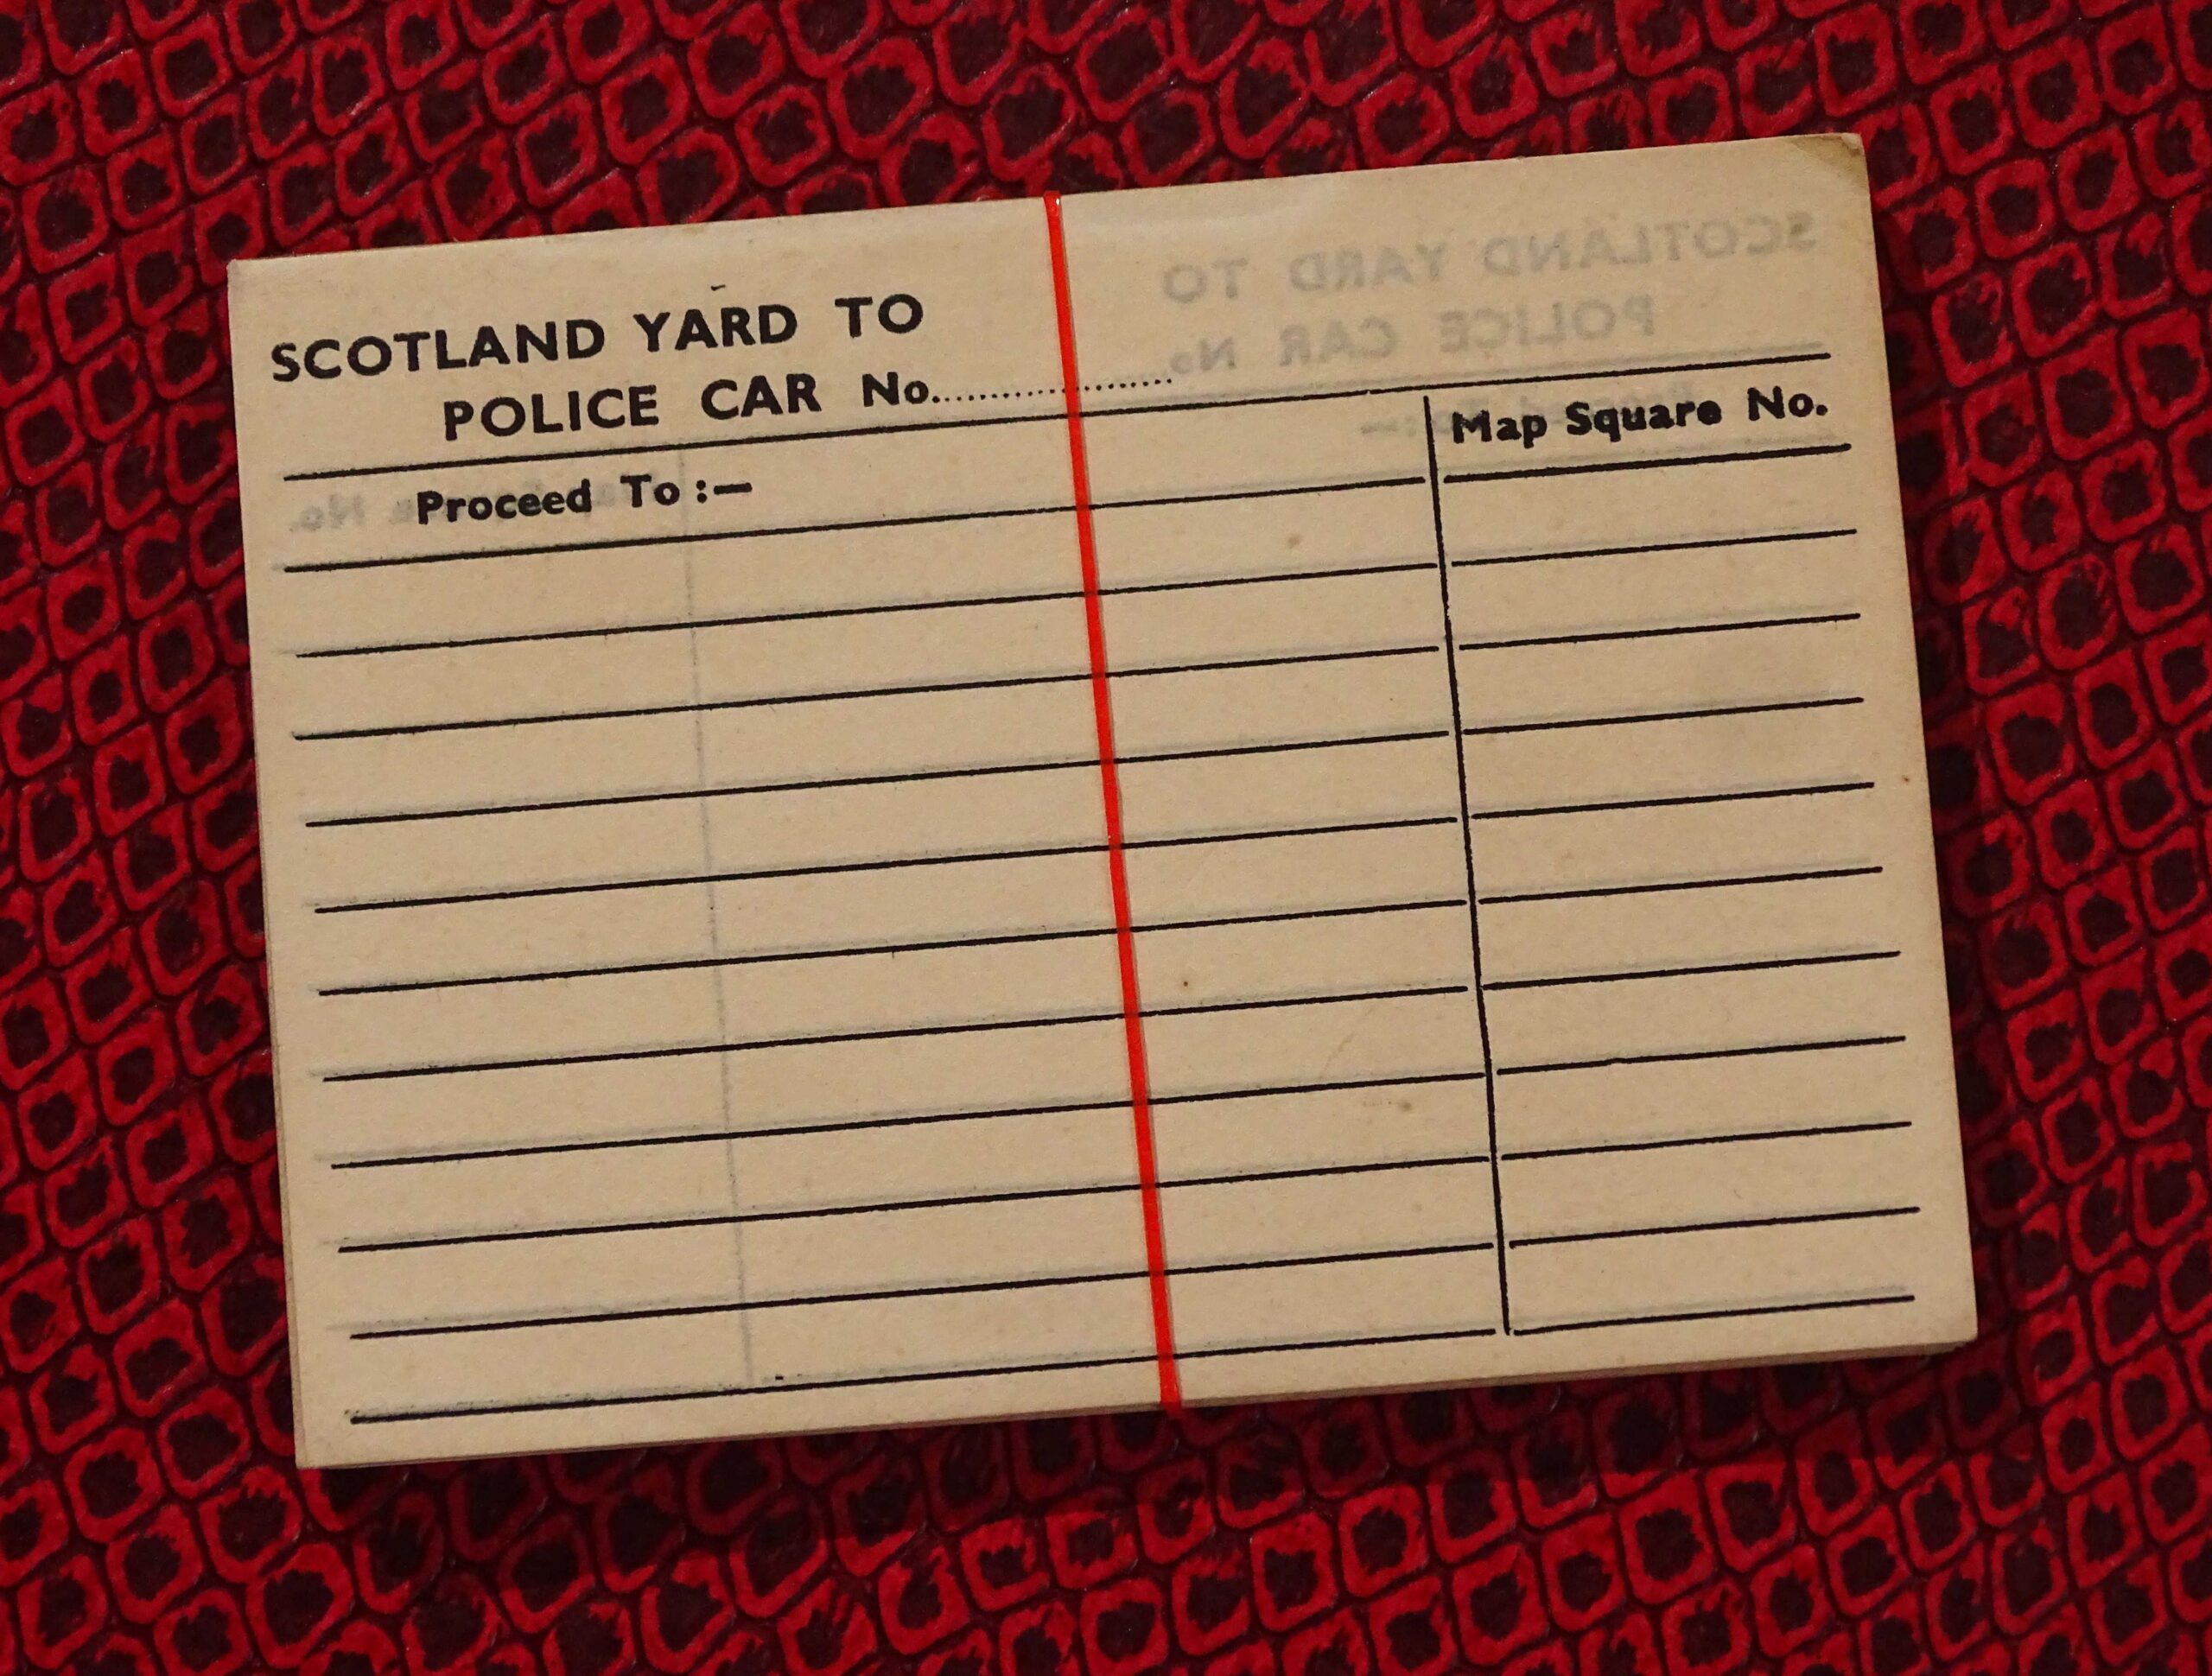 SCOTLAND YARD TO
POLICE CAR No...................
Proceed To :—
Map Square No.